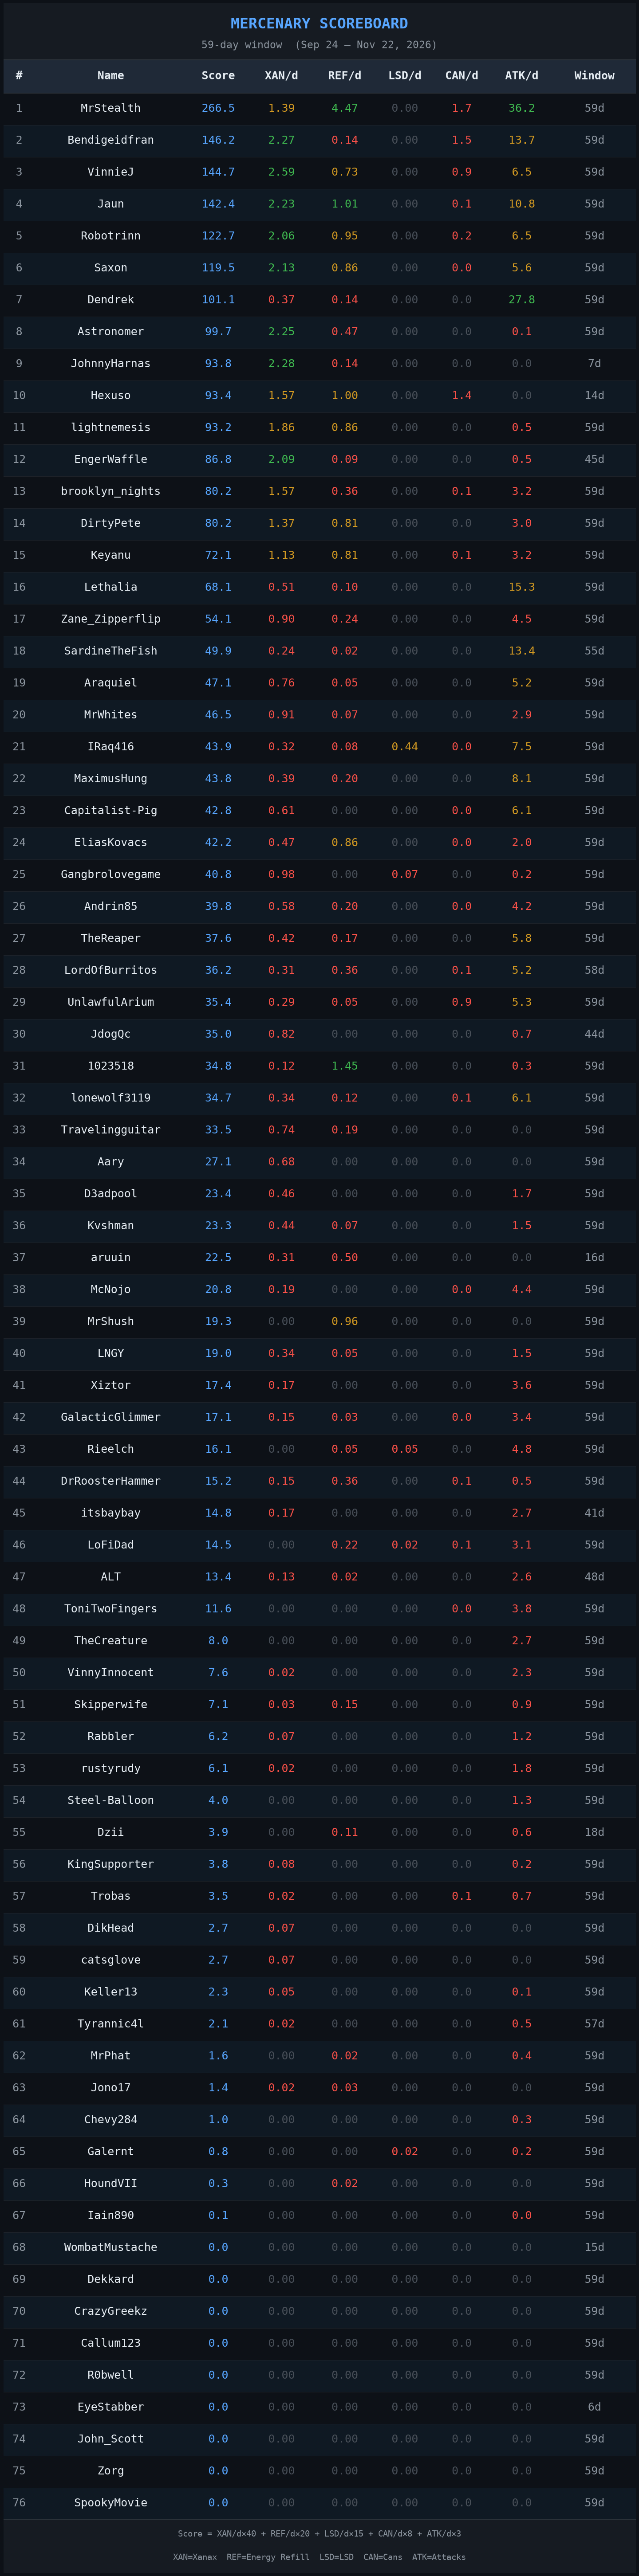 MERCENARY SCOREBOARD
59-day window (Sep 24 — Nov 22, 2026)
# Name Score XAN/d REF/d LSD/d CAN/d ATK/d Window
1 MrStealth 266.5 1.39 4.47 0.00 1.7 36.2 59d
2 Bendigeidfran 146.2 2.27 0.14 0.00 1.5 13.7 59d
3 VinnieJ 144.7 2.59 0.73 0.00 0.9 6.5 59d
4 Jaun 142.4 2.23 1.01 0.00 0.1 10.8 59d
5 Robotrinn 122.7 2.06 0.95 0.00 0.2 6.5 59d
6 Saxon 119.5 2.13 0.86 0.00 0.0 5.6 59d
7 Dendrek 101.1 0.37 0.14 0.00 0.0 27.8 59d
8 Astronomer 99.7 2.25 0.47 0.00 0.0 0.1 59d
9 JohnnyHarnas 93.8 2.28 0.14 0.00 0.0 0.0 7d
10 Hexuso 93.4 1.57 1.00 0.00 1.4 0.0 14d
11 lightnemesis 93.2 1.86 0.86 0.00 0.0 0.5 59d
12 EngerWaffle 86.8 2.09 0.09 0.00 0.0 0.5 45d
13 brooklyn_nights 80.2 1.57 0.36 0.00 0.1 3.2 59d
14 DirtyPete 80.2 1.37 0.81 0.00 0.0 3.0 59d
15 Keyanu 72.1 1.13 0.81 0.00 0.1 3.2 59d
16 Lethalia 68.1 0.51 0.10 0.00 0.0 15.3 59d
17 Zane_Zipperflip 54.1 0.90 0.24 0.00 0.0 4.5 59d
18 SardineTheFish 49.9 0.24 0.02 0.00 0.0 13.4 55d
19 Araquiel 47.1 0.76 0.05 0.00 0.0 5.2 59d
20 MrWhites 46.5 0.91 0.07 0.00 0.0 2.9 59d
21 IRaq416 43.9 0.32 0.08 0.44 0.0 7.5 59d
22 MaximusHung 43.8 0.39 0.20 0.00 0.0 8.1 59d
23 Capitalist-Pig 42.8 0.61 0.00 0.00 0.0 6.1 59d
24 EliasKovacs 42.2 0.47 0.86 0.00 0.0 2.0 59d
25 Gangbrolovegame 40.8 0.98 0.00 0.07 0.0 0.2 59d
26 Andrin85 39.8 0.58 0.20 0.00 0.0 4.2 59d
27 TheReaper 37.6 0.42 0.17 0.00 0.0 5.8 59d
28 LordOfBurritos 36.2 0.31 0.36 0.00 0.1 5.2 58d
29 UnlawfulArium 35.4 0.29 0.05 0.00 0.9 5.3 59d
30 JdogQc 35.0 0.82 0.00 0.00 0.0 0.7 44d
31 1023518 34.8 0.12 1.45 0.00 0.0 0.3 59d
32 lonewolf3119 34.7 0.34 0.12 0.00 0.1 6.1 59d
33 Travelingguitar 33.5 0.74 0.19 0.00 0.0 0.0 59d
34 Aary 27.1 0.68 0.00 0.00 0.0 0.0 59d
35 D3adpool 23.4 0.46 0.00 0.00 0.0 1.7 59d
36 Kvshman 23.3 0.44 0.07 0.00 0.0 1.5 59d
37 aruuin 22.5 0.31 0.50 0.00 0.0 0.0 16d
38 McNojo 20.8 0.19 0.00 0.00 0.0 4.4 59d
39 MrShush 19.3 0.00 0.96 0.00 0.0 0.0 59d
40 LNGY 19.0 0.34 0.05 0.00 0.0 1.5 59d
41 Xiztor 17.4 0.17 0.00 0.00 0.0 3.6 59d
42 GalacticGlimmer 17.1 0.15 0.03 0.00 0.0 3.4 59d
43 Rieelch 16.1 0.00 0.05 0.05 0.0 4.8 59d
44 DrRoosterHammer 15.2 0.15 0.36 0.00 0.1 0.5 59d
45 itsbaybay 14.8 0.17 0.00 0.00 0.0 2.7 41d
46 LoFiDad 14.5 0.00 0.22 0.02 0.1 3.1 59d
47 ALT 13.4 0.13 0.02 0.00 0.0 2.6 48d
48 ToniTwoFingers 11.6 0.00 0.00 0.00 0.0 3.8 59d
49 TheCreature 8.0 0.00 0.00 0.00 0.0 2.7 59d
50 VinnyInnocent 7.6 0.02 0.00 0.00 0.0 2.3 59d
51 Skipperwife 7.1 0.03 0.15 0.00 0.0 0.9 59d
52 Rabbler 6.2 0.07 0.00 0.00 0.0 1.2 59d
53 rustyrudy 6.1 0.02 0.00 0.00 0.0 1.8 59d
54 Steel-Balloon 4.0 0.00 0.00 0.00 0.0 1.3 59d
55 Dzii 3.9 0.00 0.11 0.00 0.0 0.6 18d
56 KingSupporter 3.8 0.08 0.00 0.00 0.0 0.2 59d
57 Trobas 3.5 0.02 0.00 0.00 0.1 0.7 59d
58 DikHead 2.7 0.07 0.00 0.00 0.0 0.0 59d
59 catsglove 2.7 0.07 0.00 0.00 0.0 0.0 59d
60 Keller13 2.3 0.05 0.00 0.00 0.0 0.1 59d
61 Tyrannic4l 2.1 0.02 0.00 0.00 0.0 0.5 57d
62 MrPhat 1.6 0.00 0.02 0.00 0.0 0.4 59d
63 Jono17 1.4 0.02 0.03 0.00 0.0 0.0 59d
64 Chevy284 1.0 0.00 0.00 0.00 0.0 0.3 59d
65 Galernt 0.8 0.00 0.00 0.02 0.0 0.2 59d
66 HoundVII 0.3 0.00 0.02 0.00 0.0 0.0 59d
67 Iain890 0.1 0.00 0.00 0.00 0.0 0.0 59d
68 WombatMustache 0.0 0.00 0.00 0.00 0.0 0.0 15d
69 Dekkard 0.0 0.00 0.00 0.00 0.0 0.0 59d
70 CrazyGreekz 0.0 0.00 0.00 0.00 0.0 0.0 59d
71 Callum123 0.0 0.00 0.00 0.00 0.0 0.0 59d
72 R0bwell 0.0 0.00 0.00 0.00 0.0 0.0 59d
73 EyeStabber 0.0 0.00 0.00 0.00 0.0 0.0 6d
74 John_Scott 0.0 0.00 0.00 0.00 0.0 0.0 59d
75 Zorg 0.0 0.00 0.00 0.00 0.0 0.0 59d
76 SpookyMovie 0.0 0.00 0.00 0.00 0.0 0.0 59d
Score = XAN/d×40 + REF/d×20 + LSD/d×15 + CAN/d×8 + ATK/d×3
XAN=Xanax REF=Energy Refill LSD=LSD CAN=Cans ATK=Attacks